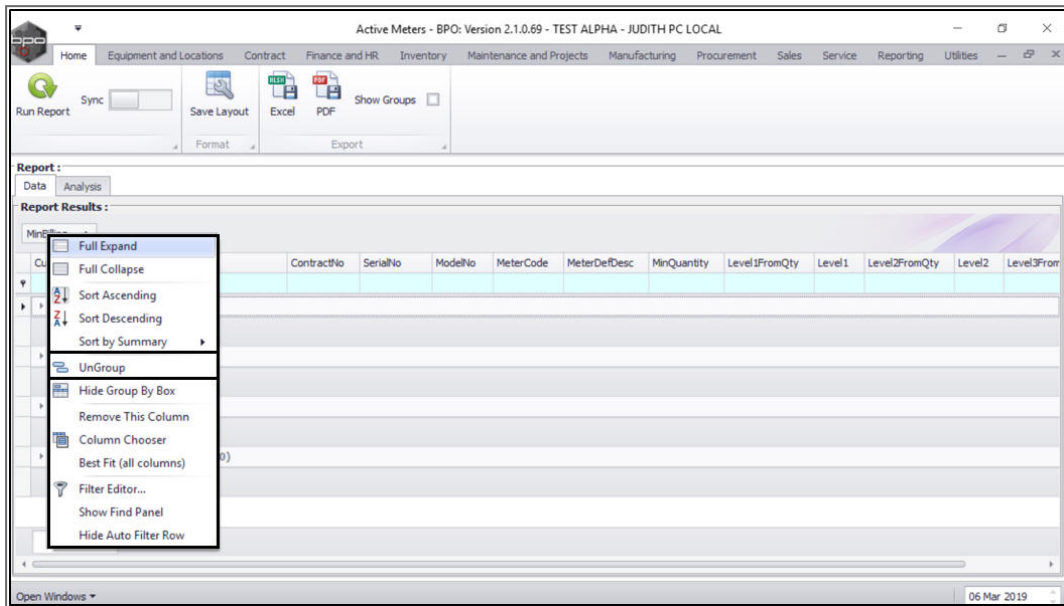 Active Meters - BPO: Version 2.1.0.69 - TEST ALPHA - JUDITH PC LOCAL
bpo
Home Equipment and Locations Contract Finance and HR Inventory Maintenance and Projects Manufacturing Procurement Sales Service Reporting Utilities
Run Report Sync Save Layout Excel PDF Show Groups
Format Export
Report :
Data Analysis
Report Results :
ContractNo SerialNo ModelNo MeterCode MeterDefDesc MinQuantity Level1FromQty Level1 Level2FromQty Level2 Level3From
Full Expand
Full Collapse
Sort Ascending
Sort Descending
Sort by Summary
UnGroup
Hide Group By Box
Remove This Column
Column Chooser
Best Fit (all columns)
Filter Editor...
Show Find Panel
Hide Auto Filter Row
Open Windows 06 Mar 2019